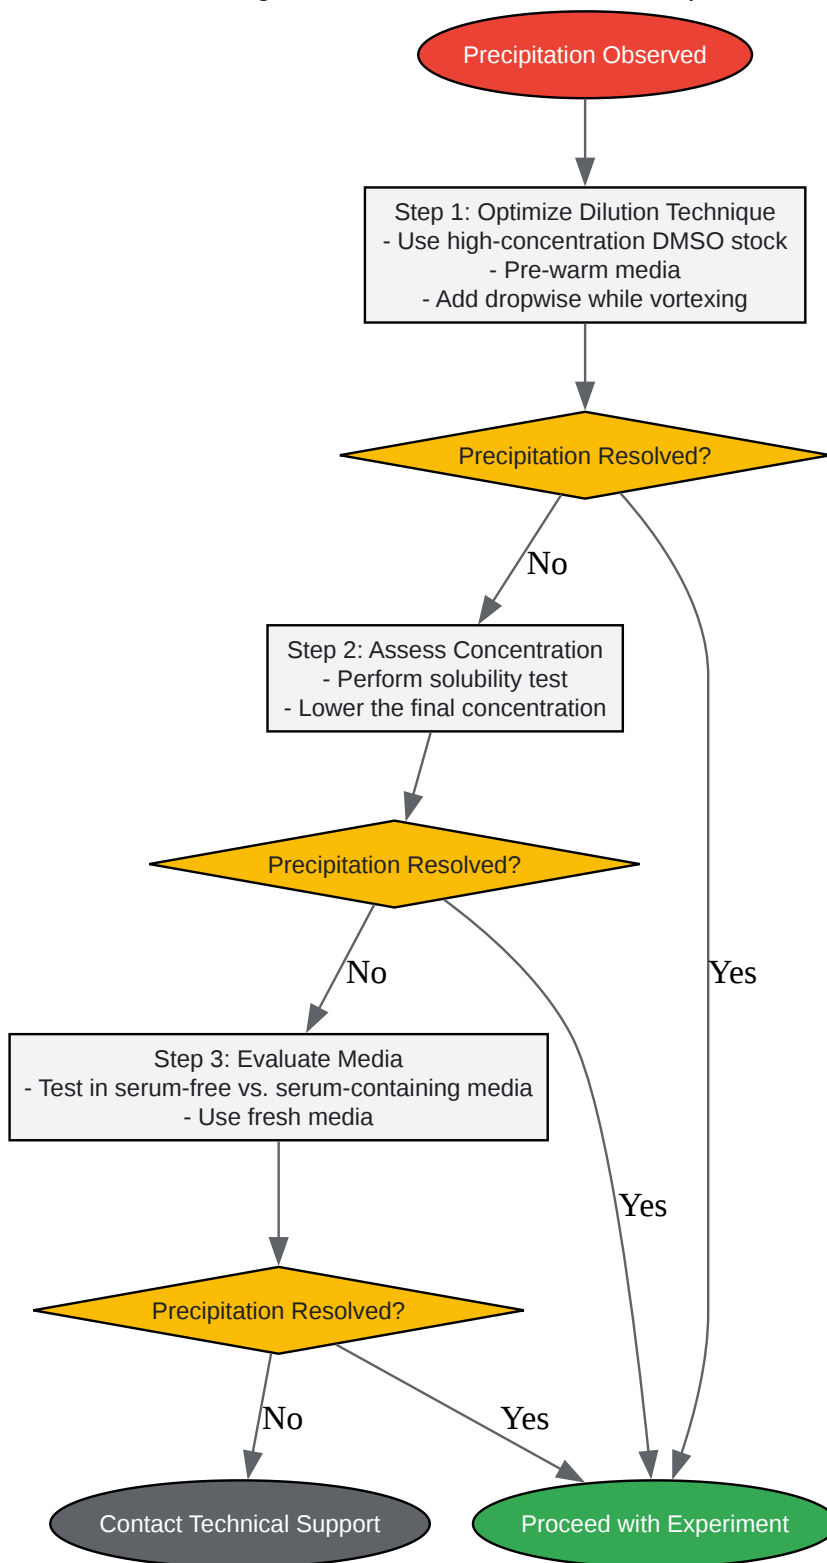 Precipitation Observed
Step 1: Optimize Dilution Technique
- Use high-concentration DMSO stock
- Pre-warm media
- Add dropwise while vortexing
Precipitation Resolved?
No
Step 2: Assess Concentration
- Perform solubility test
- Lower the final concentration
Precipitation Resolved?
No
Yes
Step 3: Evaluate Media
- Test in serum-free vs. serum-containing media
- Use fresh media
Yes
Precipitation Resolved?
No
Yes
Contact Technical Support
Proceed with Experiment